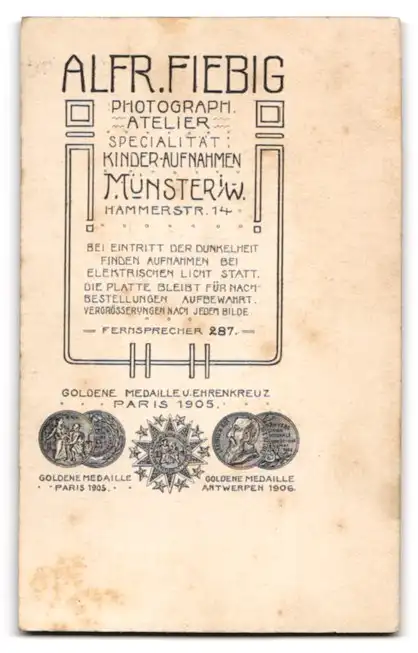 ALFR. FIEBIG
PHOTOGRAPH.
ATELIER
SPECIALITÄT:
KINDER-AUFNAHMEN
MÜNSTER i/W.
HAMMERSTR. 14
BEI EINTRITT DER DUNKELHEIT
FINDEN AUFNAHMEN BEI
ELEKTRISCHEN LICHT STATT.
DIE PLATTE BLEIBT FÜR NACH-
BESTELLUNGEN AUFBEWAHRT.
VERGRÖSSERUNGEN NACH JEDEM BILDE
FERNSPRECHER 287.
GOLDENE MEDAILLE U. EHRENKREUZ
PARIS 1905.
GOLDENE MEDAILLE
PARIS 1905.
GOLDENE MEDAILLE
ANTWERPEN 1906.